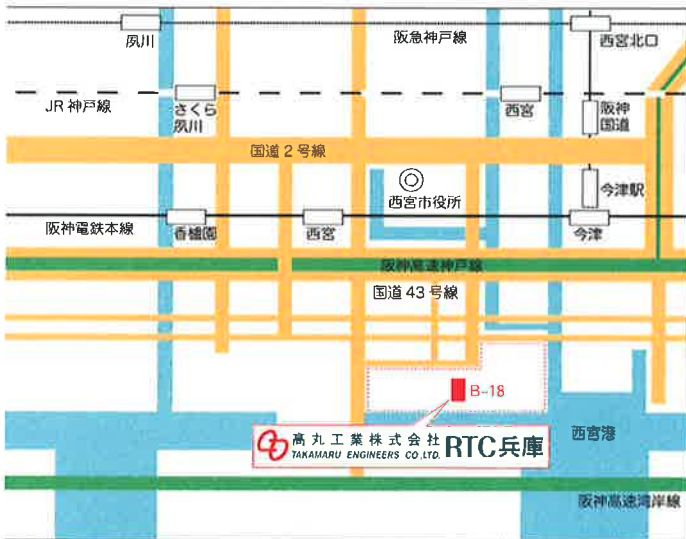 夙川
阪急神戸線
西宮北口
JR 神戸線
さくら
夙川
西宮
阪神
国道
国道 2 号線
西宮市役所
今津駅
阪神電鉄本線
香櫨園
西宮
今津
阪神高速神戸線
国道 43 号線
B-18
高丸工業株式会社
TAKAMARU ENGINEERS CO.,LTD.
RTC兵庫
西宮港
阪神高速湾岸線